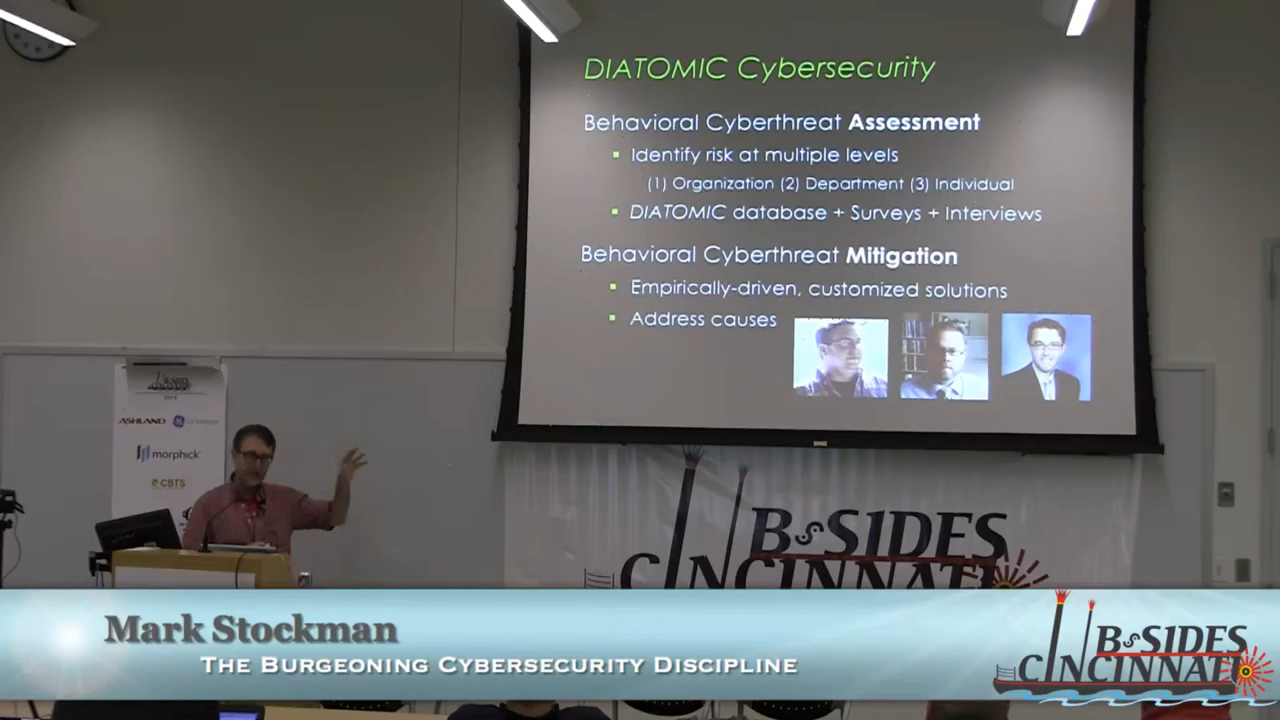 DIATOMIC Cybersecurity
Behavioral Cyberthreat Assessment
Identify risk at multiple levels
(1) Organization (2) Department (3) Individual
DIATOMIC database + Surveys + Interviews
Behavioral Cyberthreat Mitigation
Empirically-driven, customized solutions
Address causes
ASHLAND
morphick
CBTS
BSIDES
CINCINNATI
Mark Stockman
The Burgeoning Cybersecurity Discipline
BSIDES
CINCINNATI